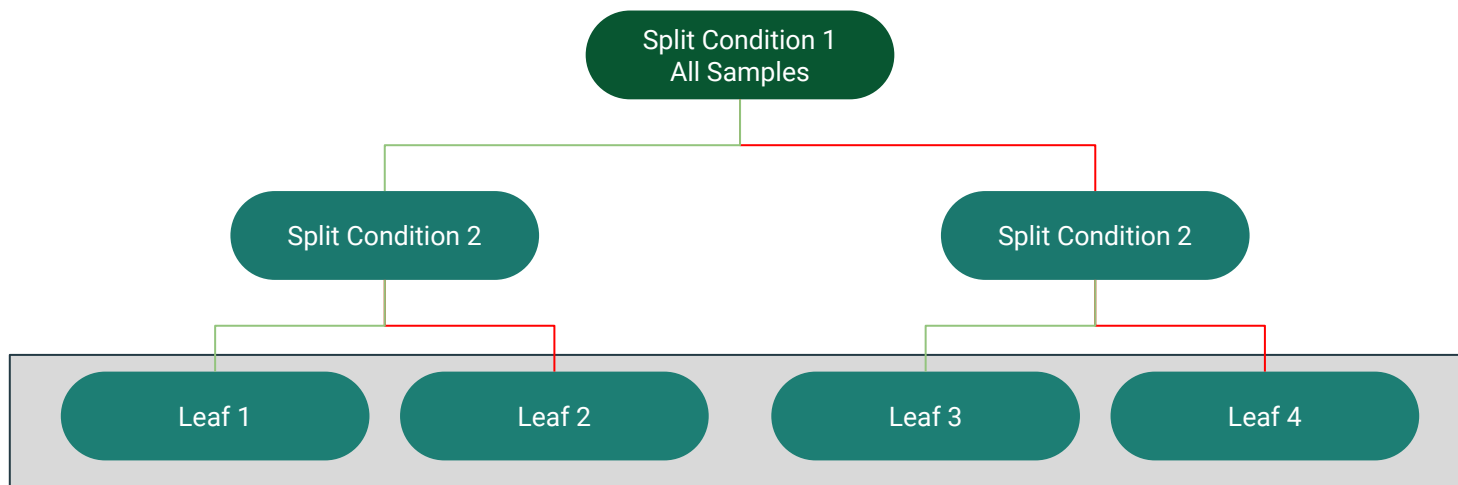 Split Condition 1
All Samples
Split Condition 2
Split Condition 2
Leaf 1
Leaf 2
Leaf 3
Leaf 4